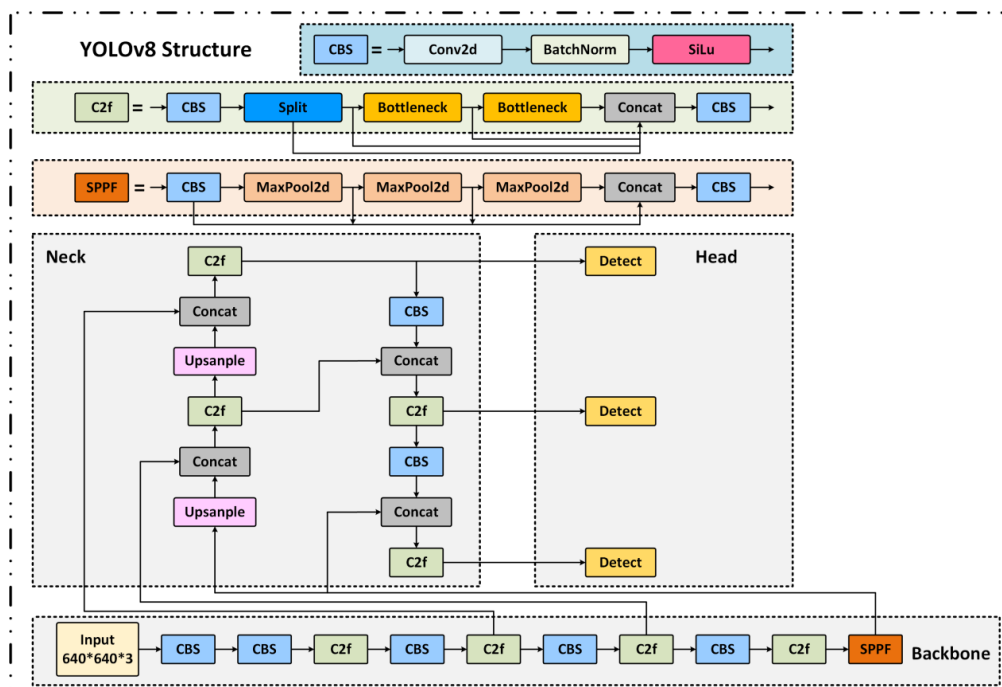 YOLOv8 Structure
CBS = Conv2d BatchNorm SiLu
C2f = CBS Split Bottleneck Bottleneck Concat CBS
SPPF = CBS MaxPool2d MaxPool2d MaxPool2d Concat CBS
Neck
C2f
Concat
Upsanple
C2f
Concat
Upsanple
CBS
Concat
C2f
CBS
Concat
C2f
Head
Detect
Detect
Detect
Input
640*640*3
CBS CBS C2f CBS C2f CBS C2f CBS C2f SPPF
Backbone